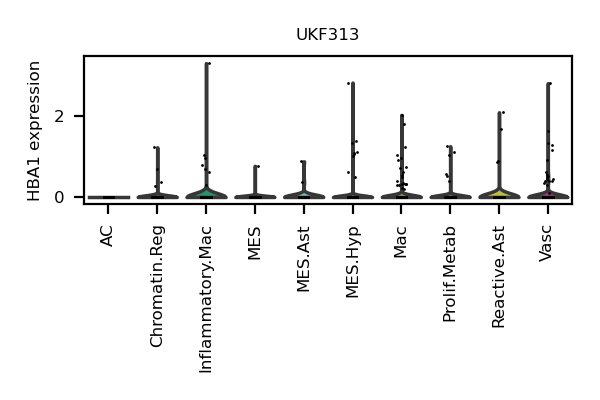 UKF313
HBA1 expression
2
0
AC
Chromatin.Reg
Inflammatory.Mac
MES
MES.Ast
MES.Hyp
Mac
Prolif.Metab
Reactive.Ast
Vasc